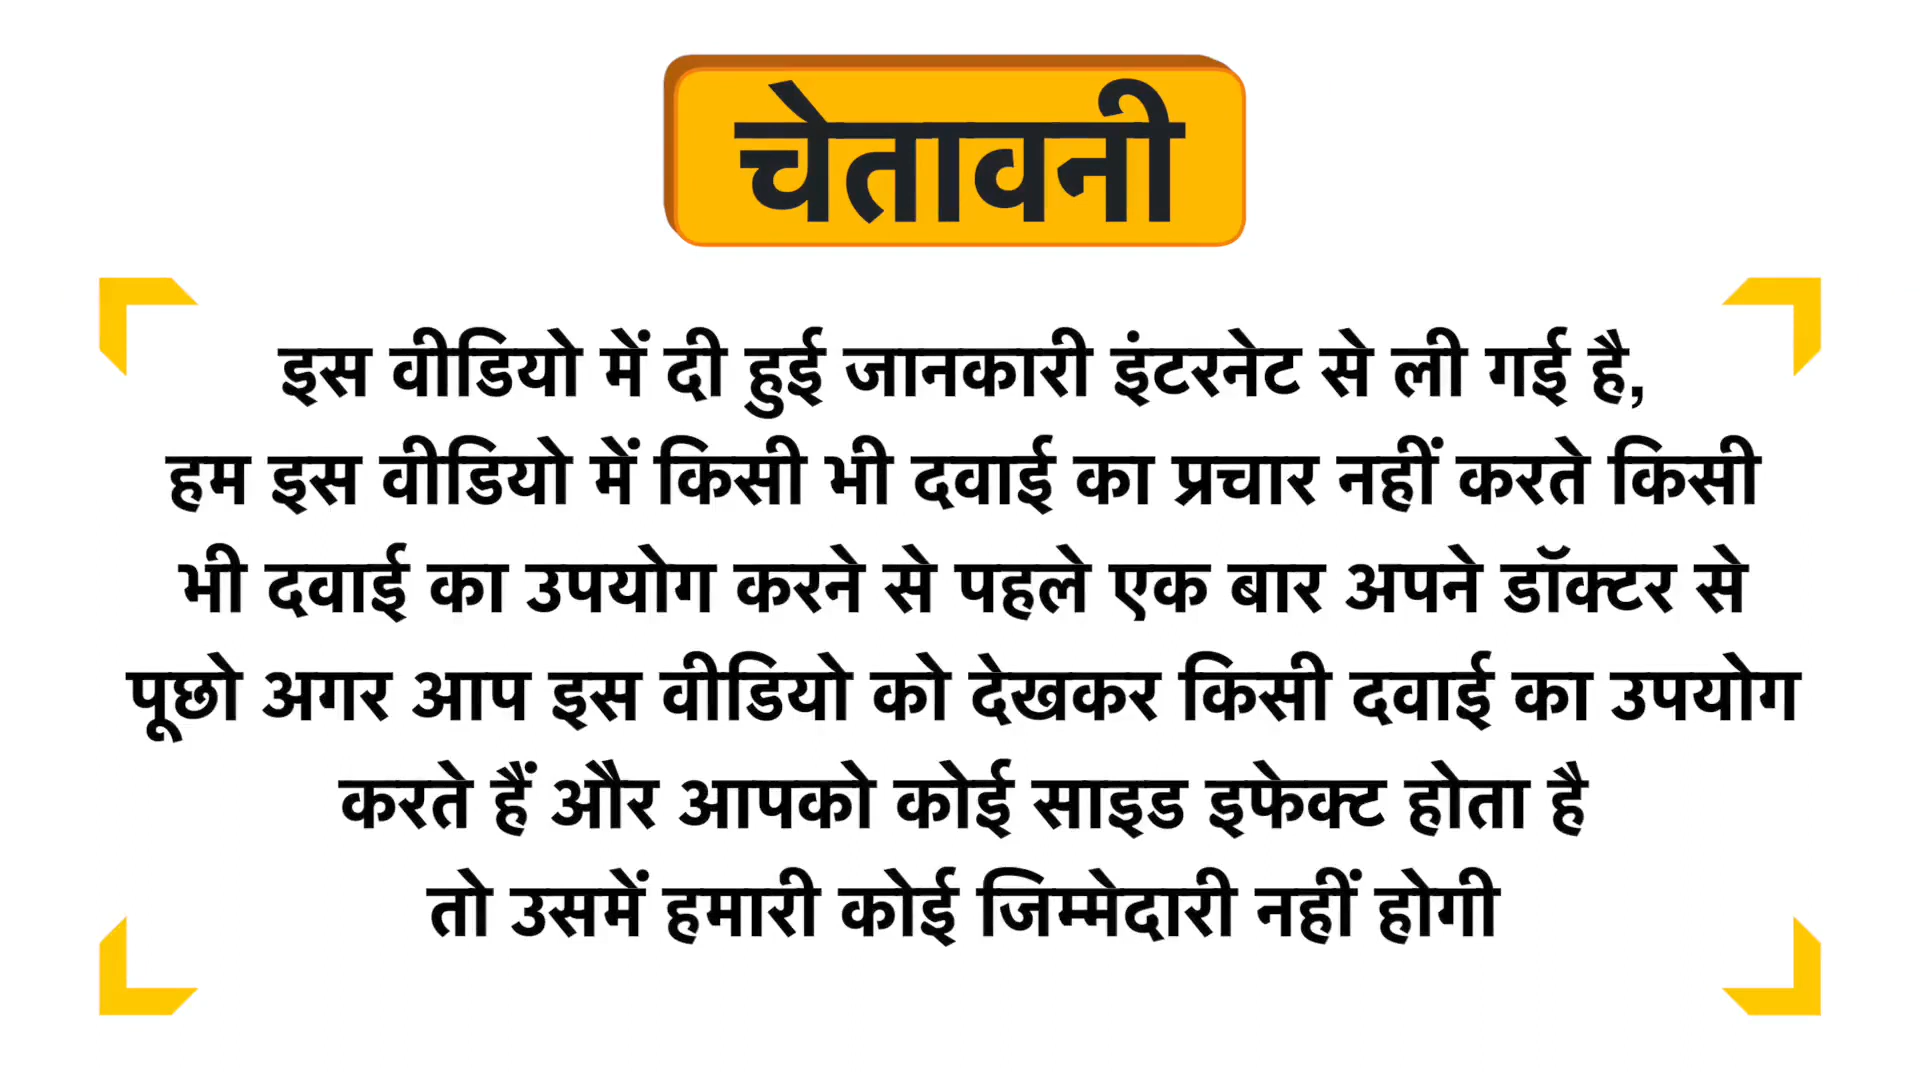 चेतावनी
इस वीडियो में दी हुई जानकारी इंटरनेट से ली गई है,
हम इस वीडियो में किसी भी दवाई का प्रचार नहीं करते किसी
भी दवाई का उपयोग करने से पहले एक बार अपने डॉक्टर से
पूछो अगर आप इस वीडियो को देखकर किसी दवाई का उपयोग
करते हैं और आपको कोई साइड इफेक्ट होता है
तो उसमें हमारी कोई जिम्मेदारी नहीं होगी